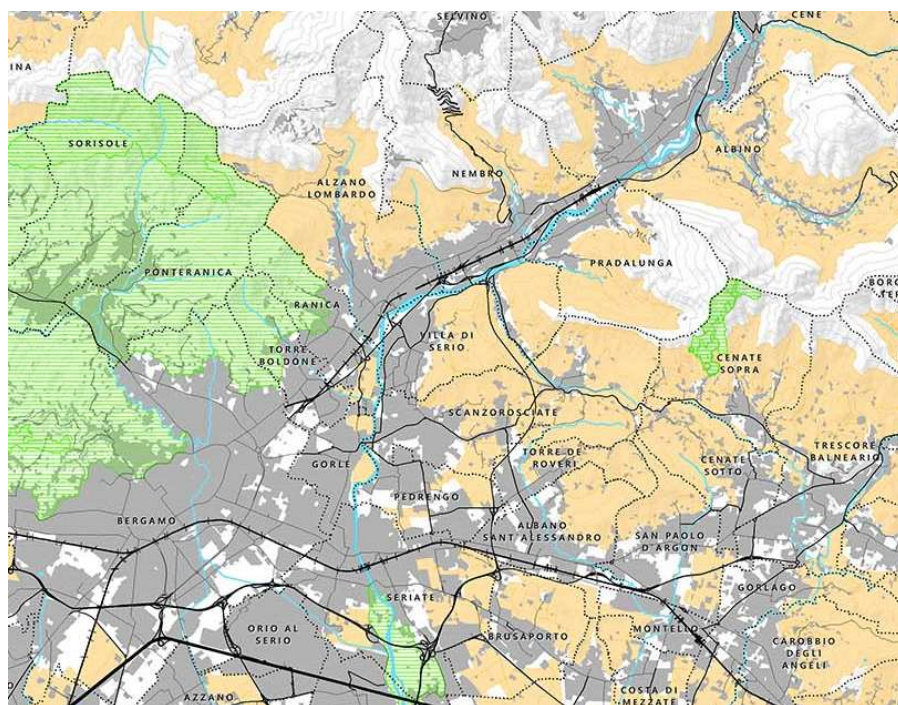 SELVINO
CENE
INA
SORISOLE
ALBINO
NEMBRO
ALZANO
LOMBARDO
PRADALUNGA
PONTERANICA
BORG
TER
RANICA
VILLA DI
SERIO
TORRE
BOLDONE
CENATE
SOPRA
SCANZOROSCIATE
TRESCORE
BALNEARIO
TORRE DE
ROVERI
CENATE
SOTTO
GORLE
PEDRENGO
BERGAMO
ALBANO
SANT'ALESSANDRO
SAN PAOLO
D'ARGON
GORLAGO
SERIATE
ORIO AL
SERIO
BRUSAPORTO
MONTELLO
CAROBBIO
DEGLI
ANGELI
O
AZZANO
COSTA DI
MEZZATE